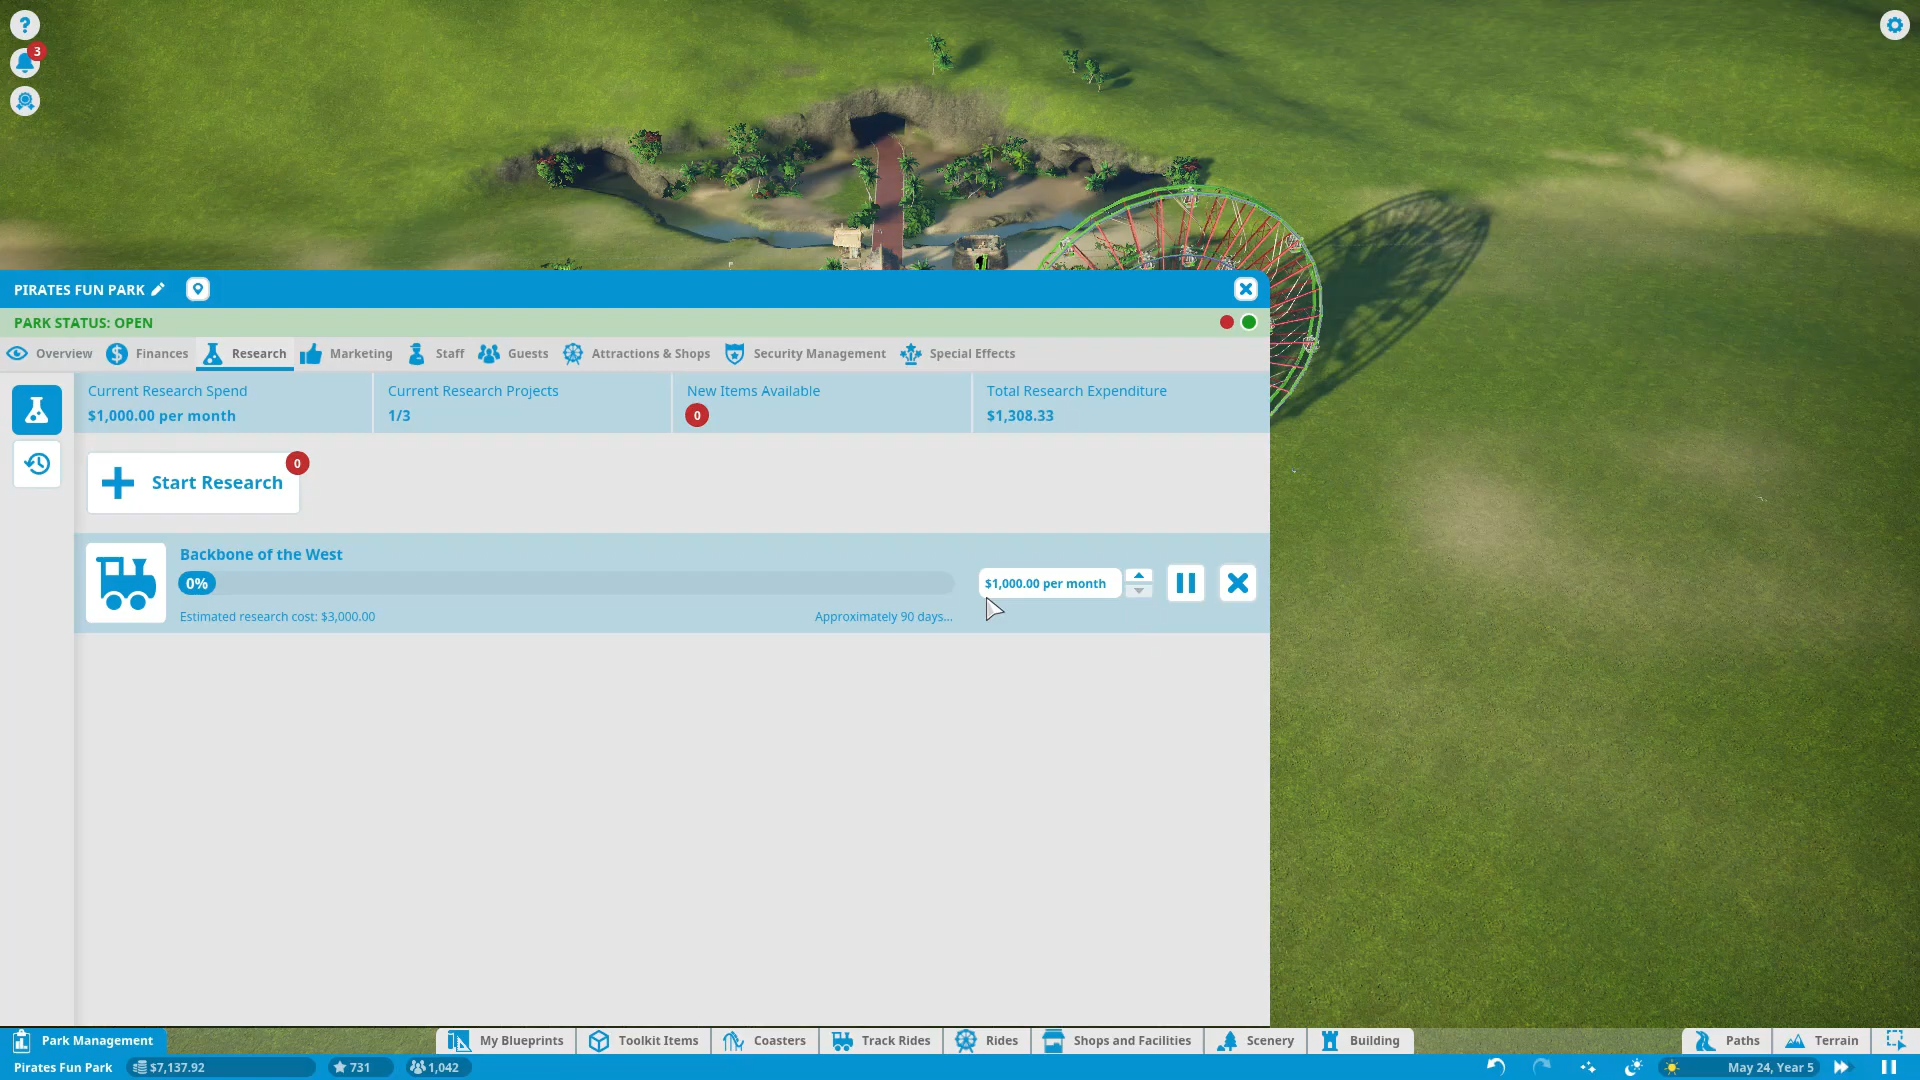 ?
3
PIRATES FUN PARK
PARK STATUS: OPEN
Overview
Finances
Research
Marketing
Staff
Guests
Attractions & Shops
Security Management
Special Effects
Current Research Spend
$1,000.00 per month
Current Research Projects
1/3
New Items Available
0
Total Research Expenditure
$1,308.33
Start Research
0
Backbone of the West
0%
$1,000.00 per month
Estimated research cost: $3,000.00
Approximately 90 days...
Park Management
My Blueprints
Toolkit Items
Coasters
Track Rides
Rides
Shops and Facilities
Scenery
Building
Paths
Terrain
Pirates Fun Park
$7,137.92
731
1,042
May 24, Year 5